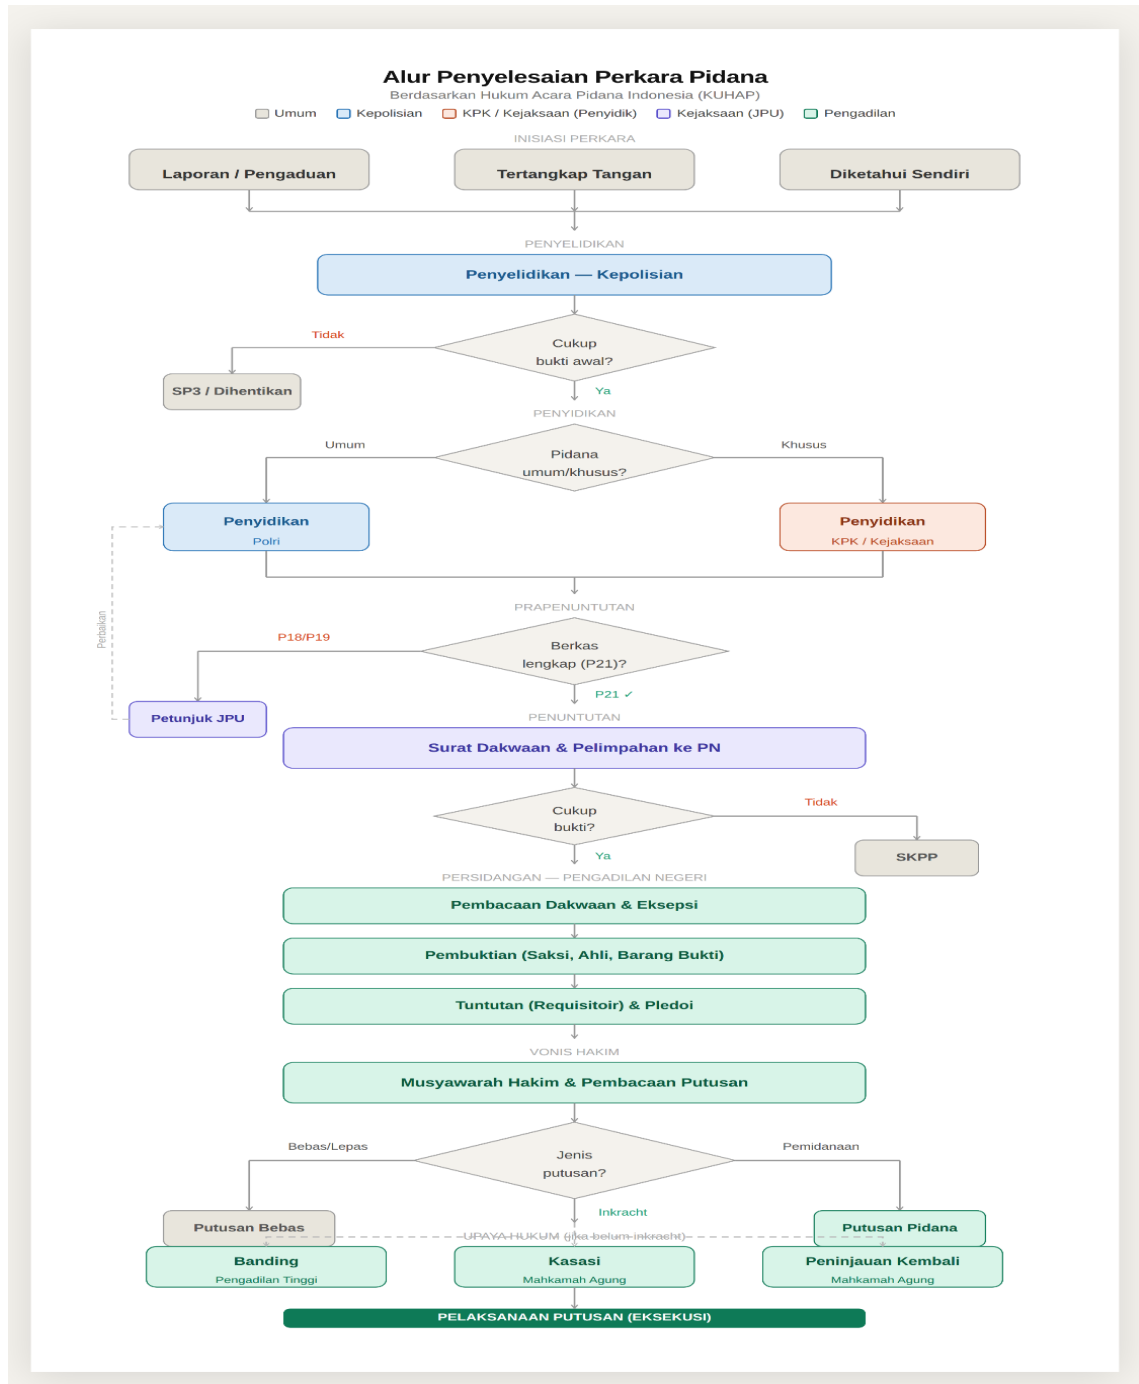 Alur Penyelesaian Perkara Pidana
Berdasarkan Hukum Acara Pidana Indonesia (KUHAP)
Umum
Kepolisian
KPK / Kejaksaan (Penyidik)
Kejaksaan (JPU)
Pengadilan
INISIASI PERKARA
Laporan / Pengaduan
Tertangkap Tangan
Diketahui Sendiri
PENYELIDIKAN
Penyelidikan — Kepolisian
Tidak
Cukup
bukti awal?
SP3 / Dihentikan
Ya
PENYIDIKAN
Umum
Pidana
umum/khusus?
Khusus
Penyidikan
Polri
Penyidikan
KPK / Kejaksaan
Perbaikan
PRAPENUNTUTAN
P18/P19
Berkas
lengkap (P21)?
P21 ✓
Petunjuk JPU
PENUNTUTAN
Surat Dakwaan & Pelimpahan ke PN
Cukup
bukti?
Tidak
SKPP
Ya
PERSIDANGAN — PENGADILAN NEGERI
Pembacaan Dakwaan & Eksepsi
Pembuktian (Saksi, Ahli, Barang Bukti)
Tuntutan (Requisitoir) & Pledoi
VONIS HAKIM
Musyawarah Hakim & Pembacaan Putusan
Bebas/Lepas
Jenis
putusan?
Pemidanaan
Inkracht
Putusan Bebas
Putusan Pidana
UPAYA HUKUM (jika belum inkracht)
Banding
Pengadilan Tinggi
Kasasi
Mahkamah Agung
Peninjauan Kembali
Mahkamah Agung
PELAKSANAAN PUTUSAN (EKSEKUSI)